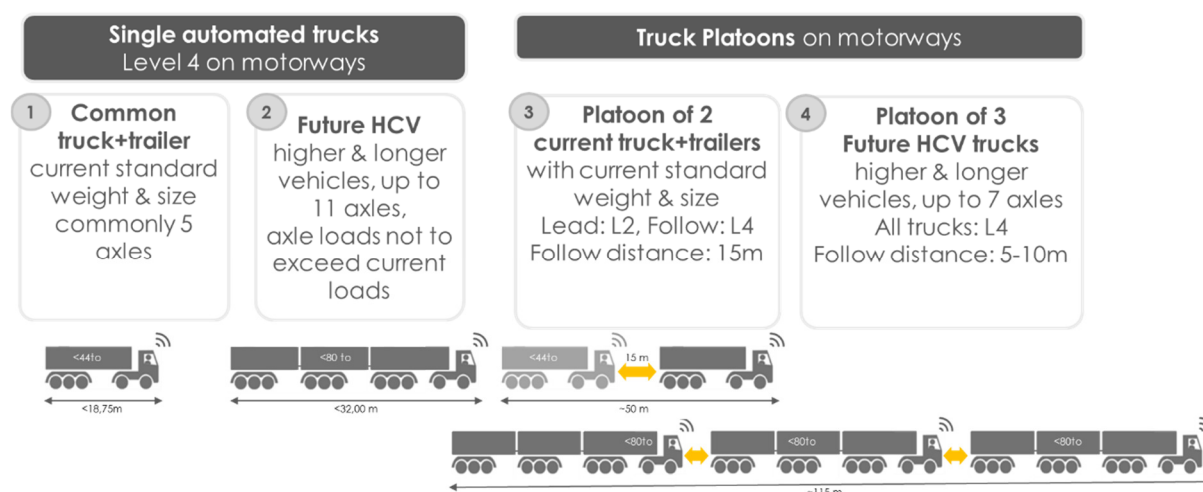 Single automated trucks
Level 4 on motorways
Truck Platoons on motorways
1
Common
truck+trailer
current standard
weight & size
commonly 5
axles
2
Future HCV
higher & longer
vehicles, up to
11 axles,
axle loads not to
exceed current
loads
3
Platoon of 2
current truck+trailers
with current standard
weight & size
Lead: L2, Follow: L4
Follow distance: 15m
4
Platoon of 3
Future HCV trucks
higher & longer
vehicles, up to 7 axles
All trucks: L4
Follow distance: 5-10m
<44to
<18,75m
<80 to
<32,00 m
<44to
15 m
~50 m
<80to
<80to
<80to
~115 m